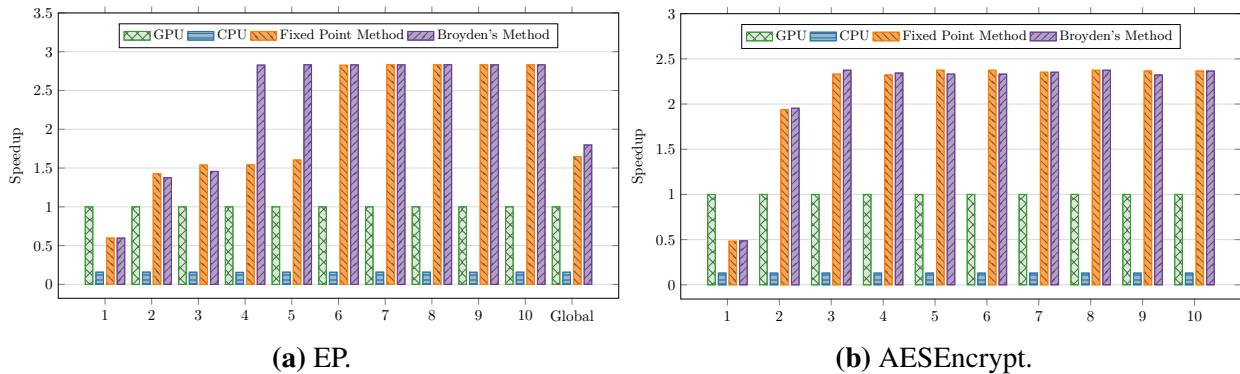 GPU CPU Fixed Point Method Broyden's Method
3.5
3
2.5
2
1.5
1
0.5
0
Speedup
1 2 3 4 5 6 7 8 9 10 Global
(a) EP.
GPU CPU Fixed Point Method Broyden's Method
3
2.5
2
1.5
1
0.5
0
Speedup
1 2 3 4 5 6 7 8 9 10
(b) AESEncrypt.